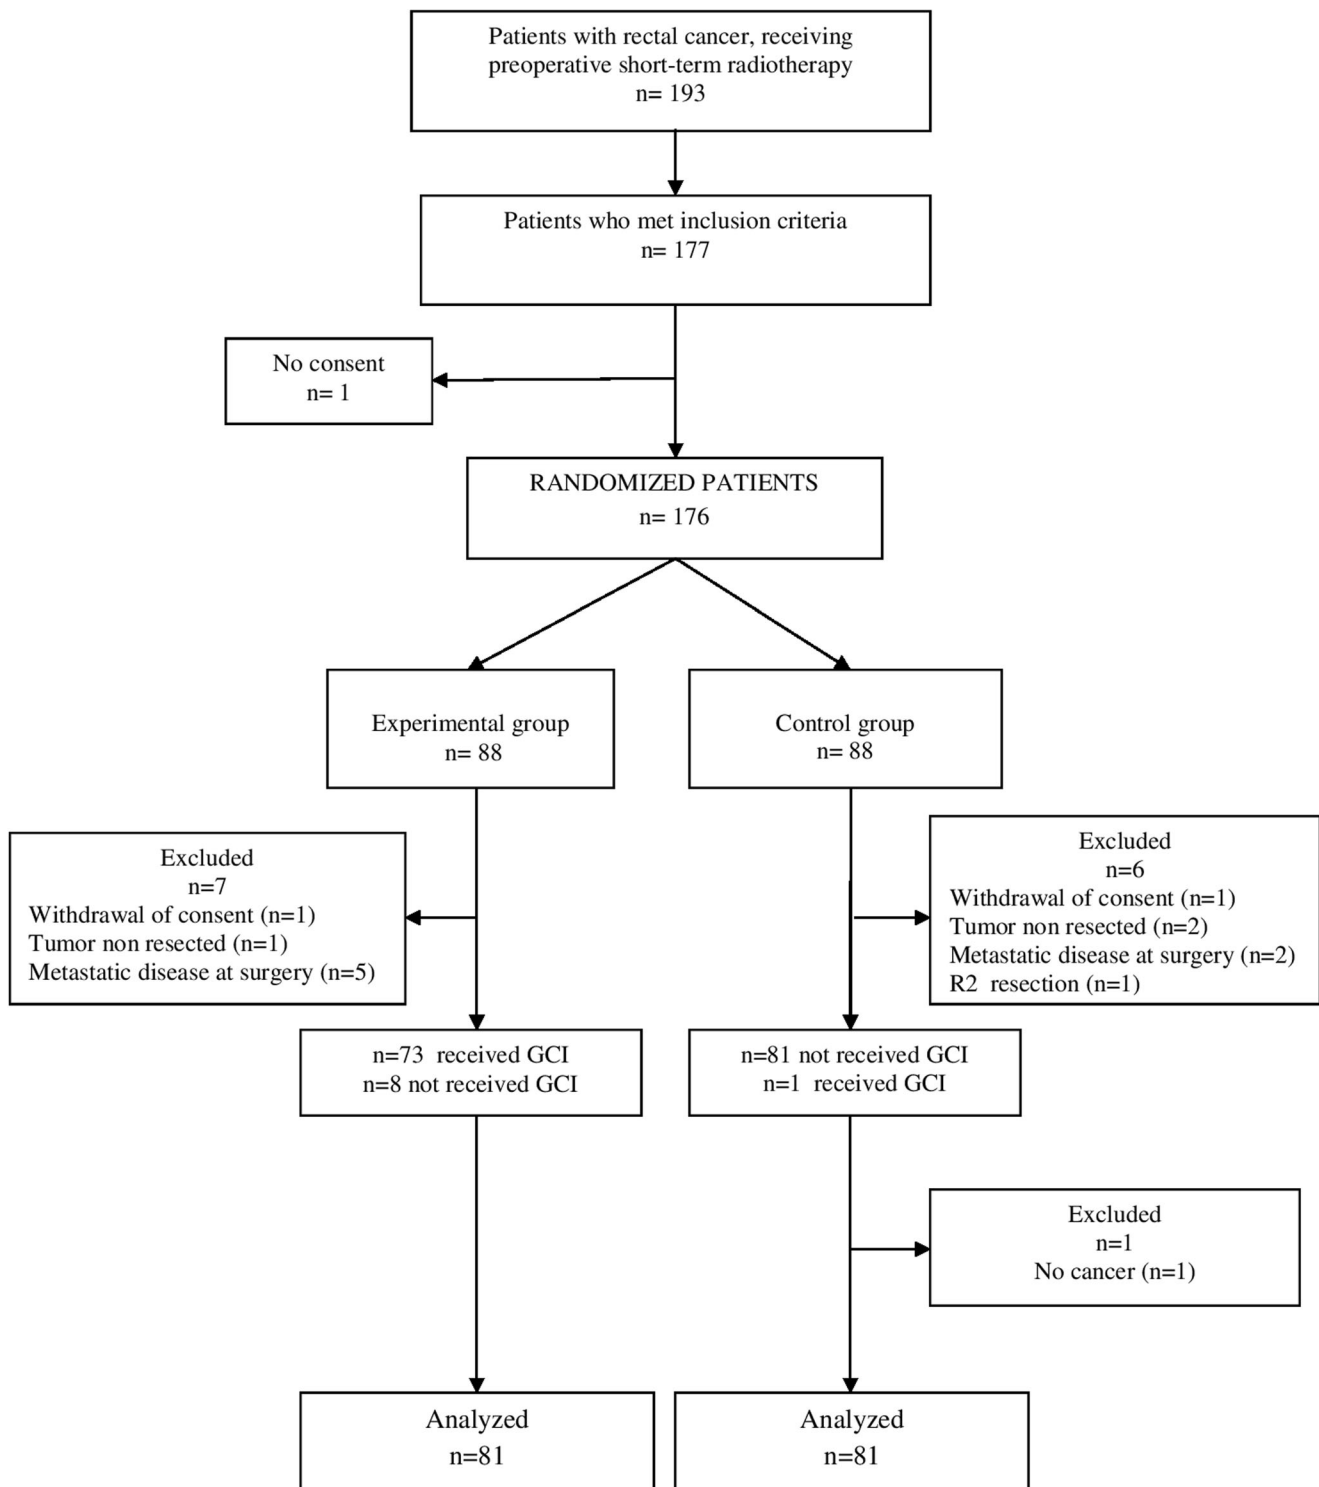 Patients with rectal cancer, receiving
preoperative short-term radiotherapy
n= 193
Patients who met inclusion criteria
n= 177
No consent
n= 1
RANDOMIZED PATIENTS
n= 176
Experimental group
n= 88
Control group
n= 88
Excluded
n=7
Withdrawal of consent (n=1)
Tumor non resected (n=1)
Metastatic disease at surgery (n=5)
Excluded
n=6
Withdrawal of consent (n=1)
Tumor non resected (n=2)
Metastatic disease at surgery (n=2)
R2 resection (n=1)
n=73 received GCI
n=8 not received GCI
n=81 not received GCI
n=1 received GCI
Excluded
n=1
No cancer (n=1)
Analyzed
n=81
Analyzed
n=81